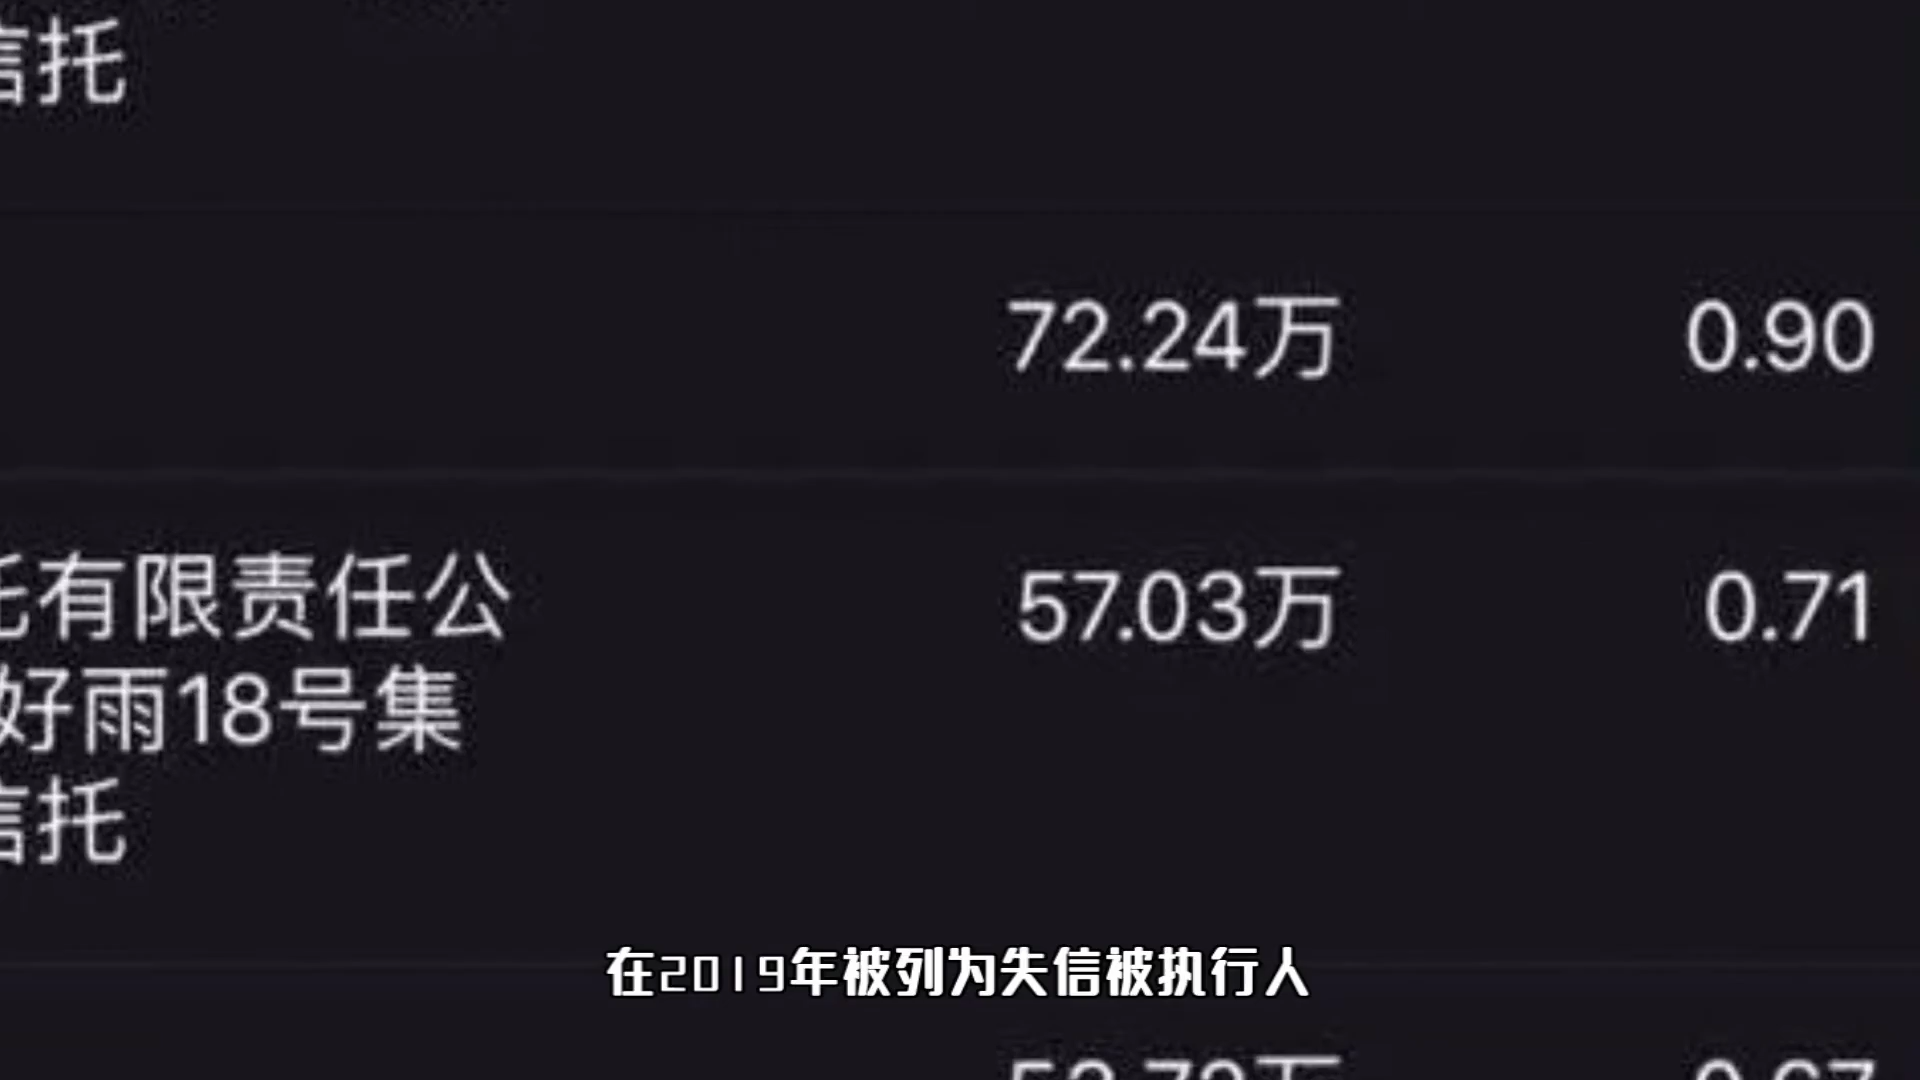 信托
72.24万 0.90
托有限责任公 57.03万 0.71
好雨18号集
信托
在2019年被列为失信被执行人